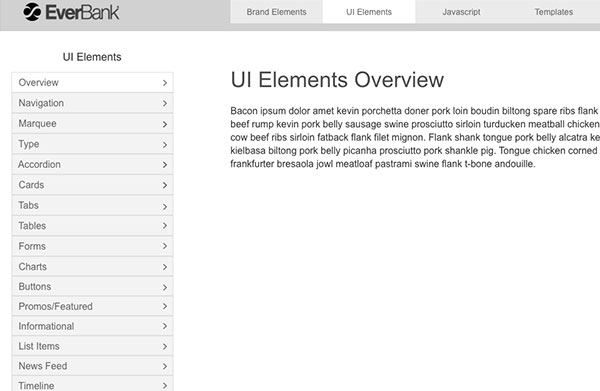 EverBank
Brand Elements
UI Elements
Javascript
Templates
UI Elements
Overview
Navigation
Marquee
Type
Accordion
Cards
Tabs
Tables
Forms
Charts
Buttons
Promos/Featured
Informational
List Items
News Feed
Timeline
UI Elements Overview
Bacon ipsum dolor amet kevin porchetta doner pork loin boudin biltong spare ribs flank
beef rump kevin pork belly sausage swine prosciutto sirloin turducken meatball chicken
cow beef ribs sirloin fatback flank filet mignon. Flank shank tongue pork belly alcatra ke
kielbasa biltong pork belly picanha prosciutto pork shankle pig. Tongue chicken corned
frankfurter bresaola jowl meatloaf pastrami swine flank t-bone andouille.